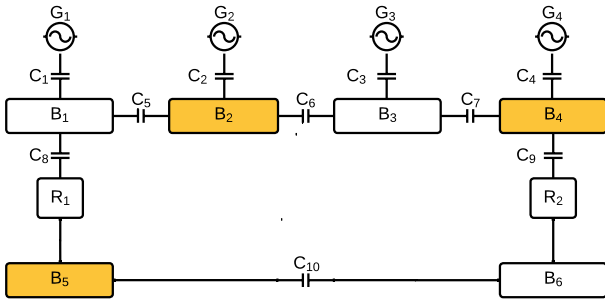 G₁ G₂ G₃ G₄
C₁ C₂ C₃ C₄
B₁ C₅ B₂ C₆ B₃ C₇ B₄
C₈ C₉
R₁ R₂
B₅ C₁₀ B₆